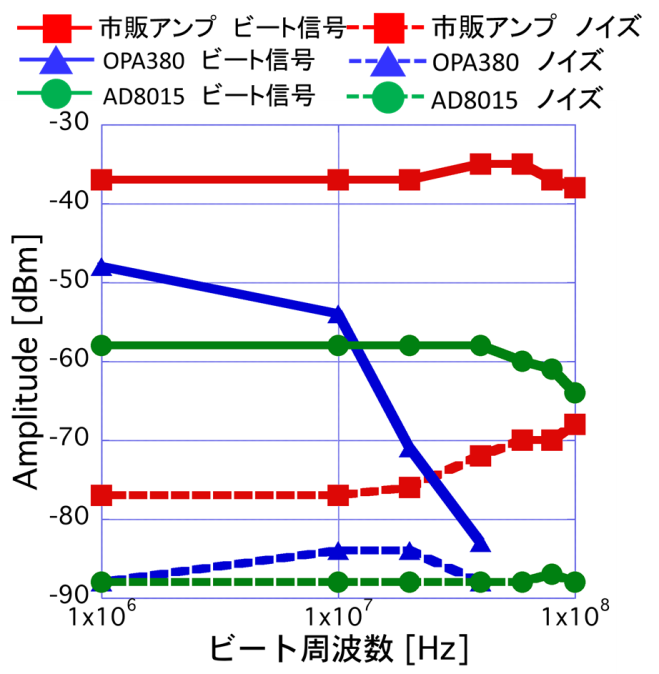 市販アンプ ビート信号 市販アンプ ノイズ
OPA380 ビート信号 OPA380 ノイズ
AD8015 ビート信号 AD8015 ノイズ
-30
-40
-50
-60
-70
-80
-90
Amplitude [dBm]
1x10⁶ 1x10⁷ 1x10⁸
ビート周波数 [Hz]